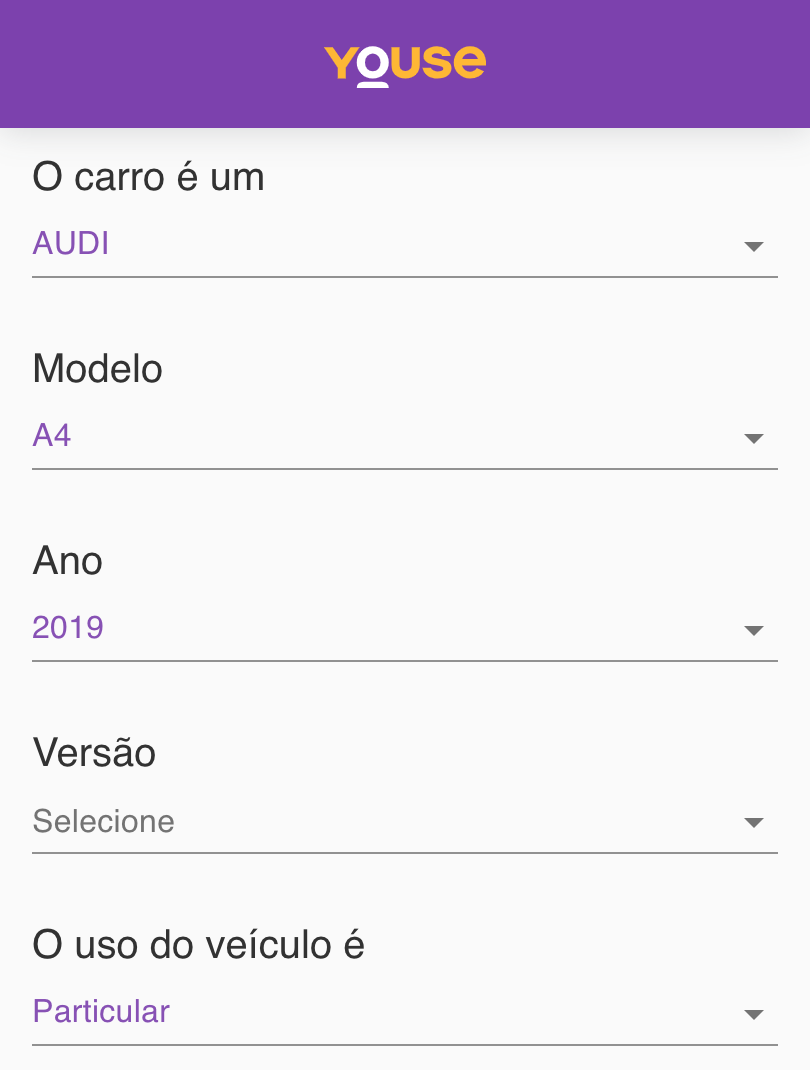 Youse
O carro é um
AUDI
Modelo
A4
Ano
2019
Versão
Selecione
O uso do veículo é
Particular